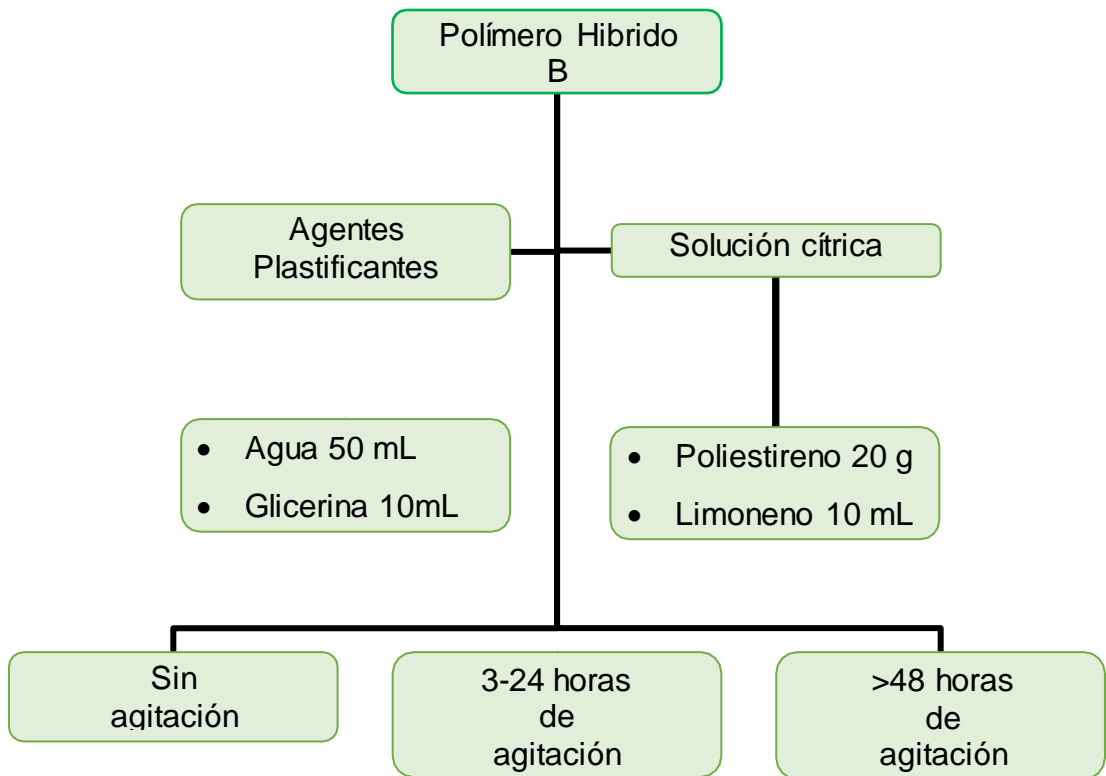 Polímero Hibrido
B
Agentes
Plastificantes
Solución cítrica
• Agua 50 mL
• Glicerina 10mL
• Poliestireno 20 g
• Limoneno 10 mL
Sin
agitación
3-24 horas
de
agitación
>48 horas
de
agitación